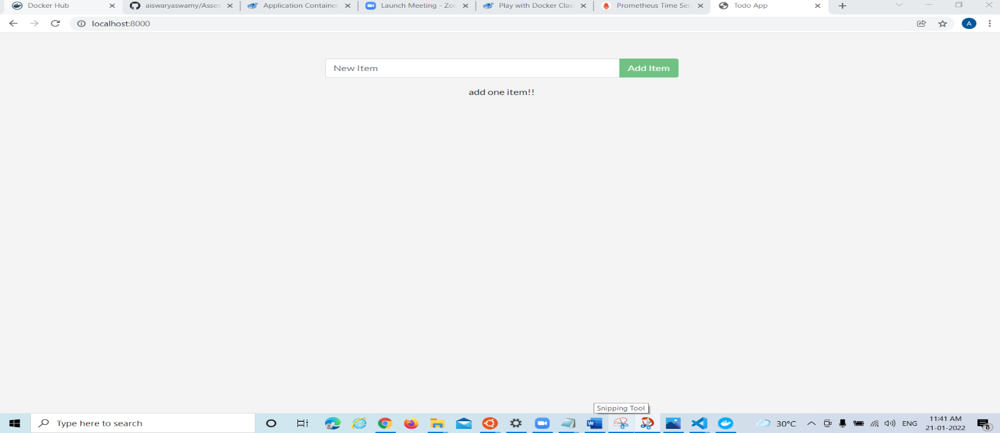 Docker Hub
aiswaryaswamy/Asses
Application Container
Launch Meeting - Zoo
Play with Docker Clas
Prometheus Time Ser
Todo App
localhost:8000
A
New Item
Add Item
add one item!!
Snipping Tool
Type here to search
30°C
ENG
11:41 AM
21-01-2022
8